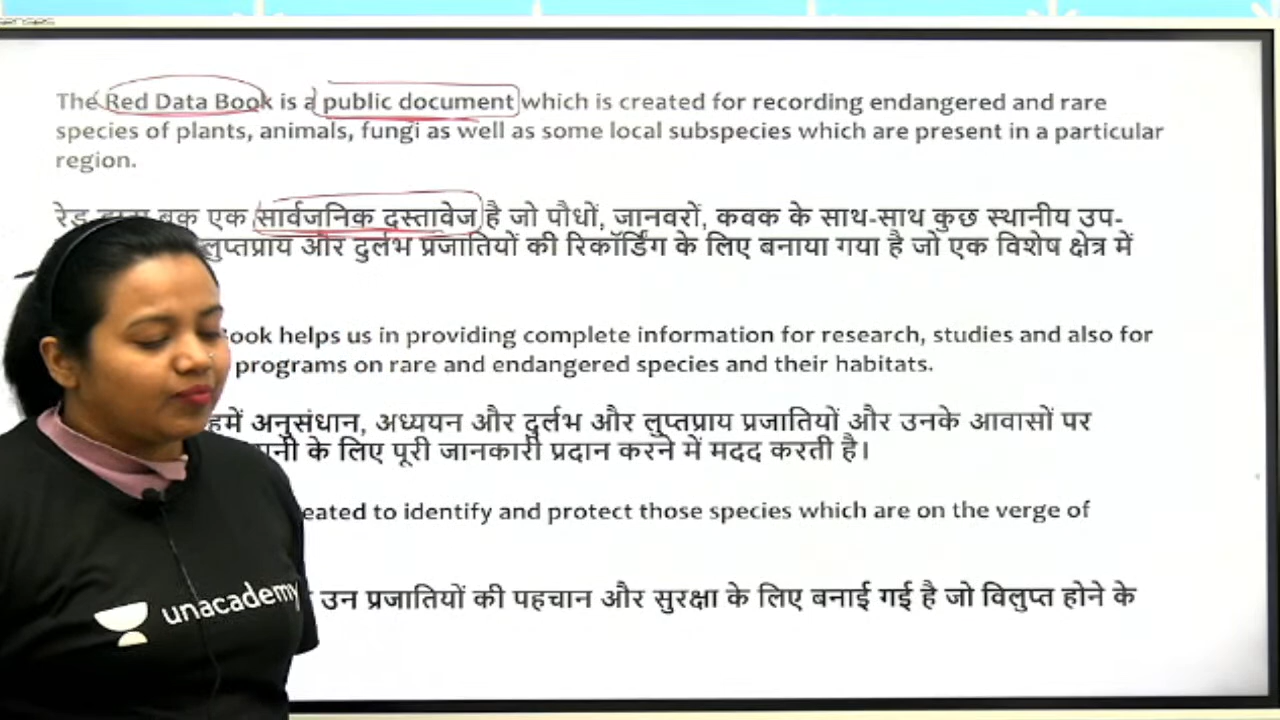 The Red Data Book is a public document which is created for recording endangered and rare
species of plants, animals, fungi as well as some local subspecies which are present in a particular
region.
रेड डाटा बुक एक सार्वजनिक दस्तावेज है जो पौधों, जानवरों, कवक के साथ-साथ कुछ स्थानीय उप-
लुप्तप्राय और दुर्लभ प्रजातियों की रिकॉर्डिंग के लिए बनाया गया है जो एक विशेष क्षेत्र में
Book helps us in providing complete information for research, studies and also for
programs on rare and endangered species and their habitats.
हमें अनुसंधान, अध्ययन और दुर्लभ और लुप्तप्राय प्रजातियों और उनके आवासों पर
के लिए पूरी जानकारी प्रदान करने में मदद करती है।
to identify and protect those species which are on the verge of
उन प्रजातियों की पहचान और सुरक्षा के लिए बनाई गई है जो विलुप्त होने के
unacademy